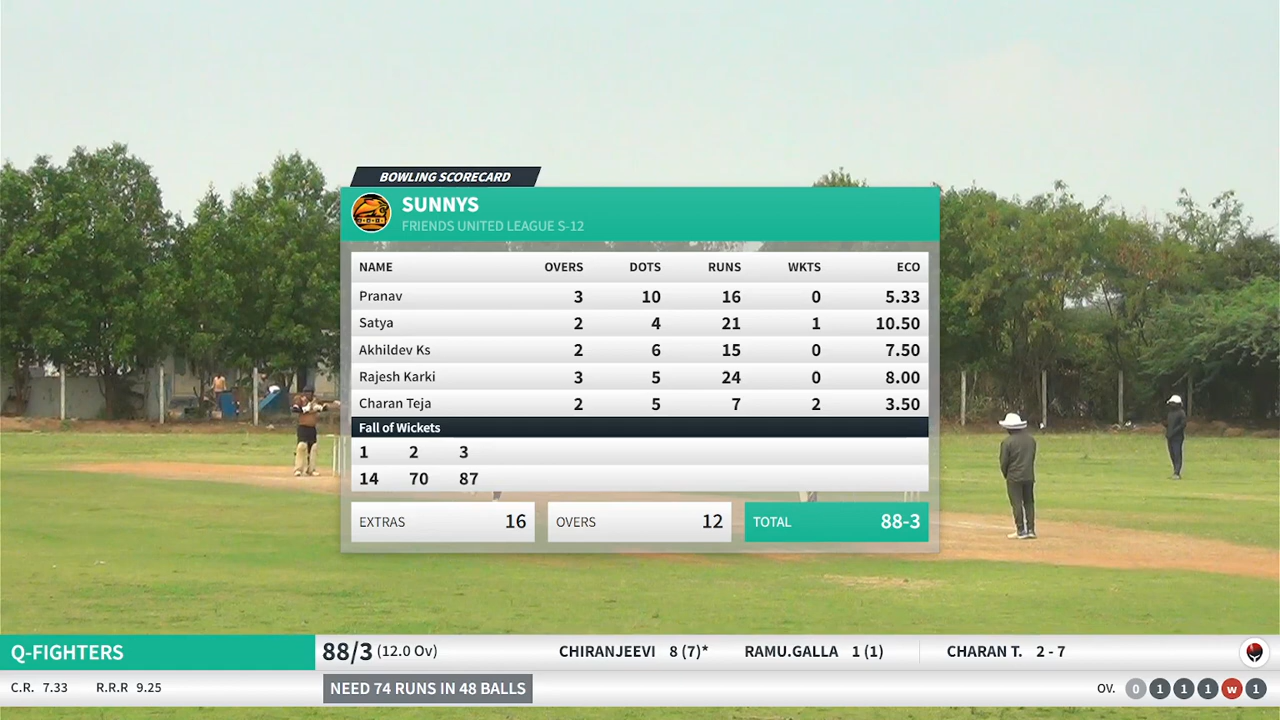 BOWLING SCORECARD
SUNNYS
FRIENDS UNITED LEAGUE S-12
NAME OVERS DOTS RUNS WKTS ECO
Pranav 3 10 16 0 5.33
Satya 2 4 21 1 10.50
Akhildev Ks 2 6 15 0 7.50
Rajesh Karki 3 5 24 0 8.00
Charan Teja 2 5 7 2 3.50
Fall of Wickets
1 2 3
14 70 87
EXTRAS 16 OVERS 12 TOTAL 88-3
Q-FIGHTERS 88/3 (12.0 Ov) CHIRANJEEVI 8 (7)* RAMU.GALLA 1 (1) CHARAN T. 2 - 7
C.R. 7.33 R.R.R 9.25 NEED 74 RUNS IN 48 BALLS OV. 0 1 1 1 w 1